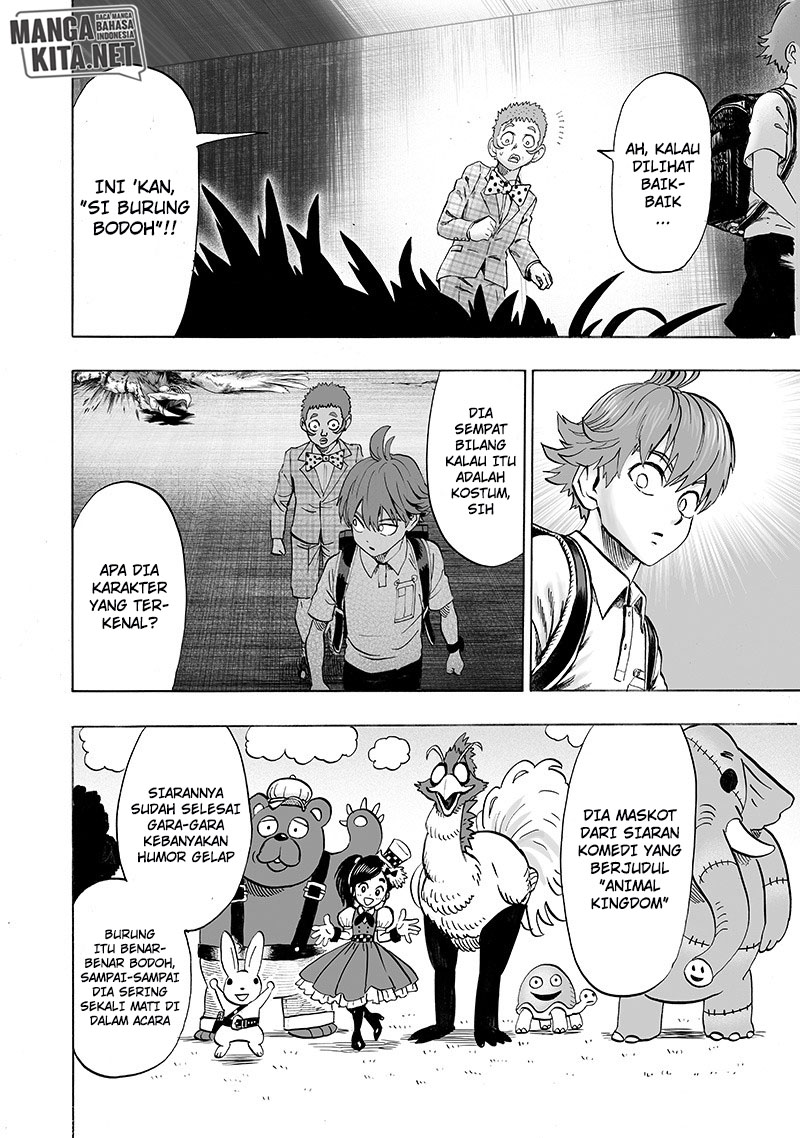 MANGA
KITA.NET
BACA MANGA
BAHASA
INDONESIA
AH, KALAU
DILIHAT
BAIK-
BAIK
...
INI 'KAN,
"SI BURUNG
BODOH"!!
DIA
SEMPAT
BILANG
KALAU ITU
ADALAH
KOSTUM,
SIH
APA DIA
KARAKTER
YANG TER-
KENAL?
DIA MASKOT
DARI SIARAN
KOMEDI YANG
BERJUDUL
"ANIMAL
KINGDOM"
SIARANNYA
SUDAH SELESAI
GARA-GARA
KEBANYAKAN
HUMOR GELAP
BURUNG
ITU BENAR-
BENAR BODOH,
SAMPAI-SAMPAI
DIA SERING
SEKALI MATI DI
DALAM ACARA